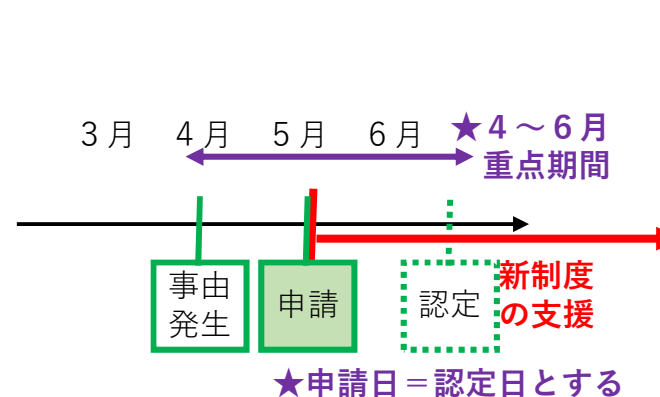 3月 4月 5月 6月 ★4～6月
重点期間
事由
発生
申請
認定
新制度
の支援
★申請日＝認定日とする